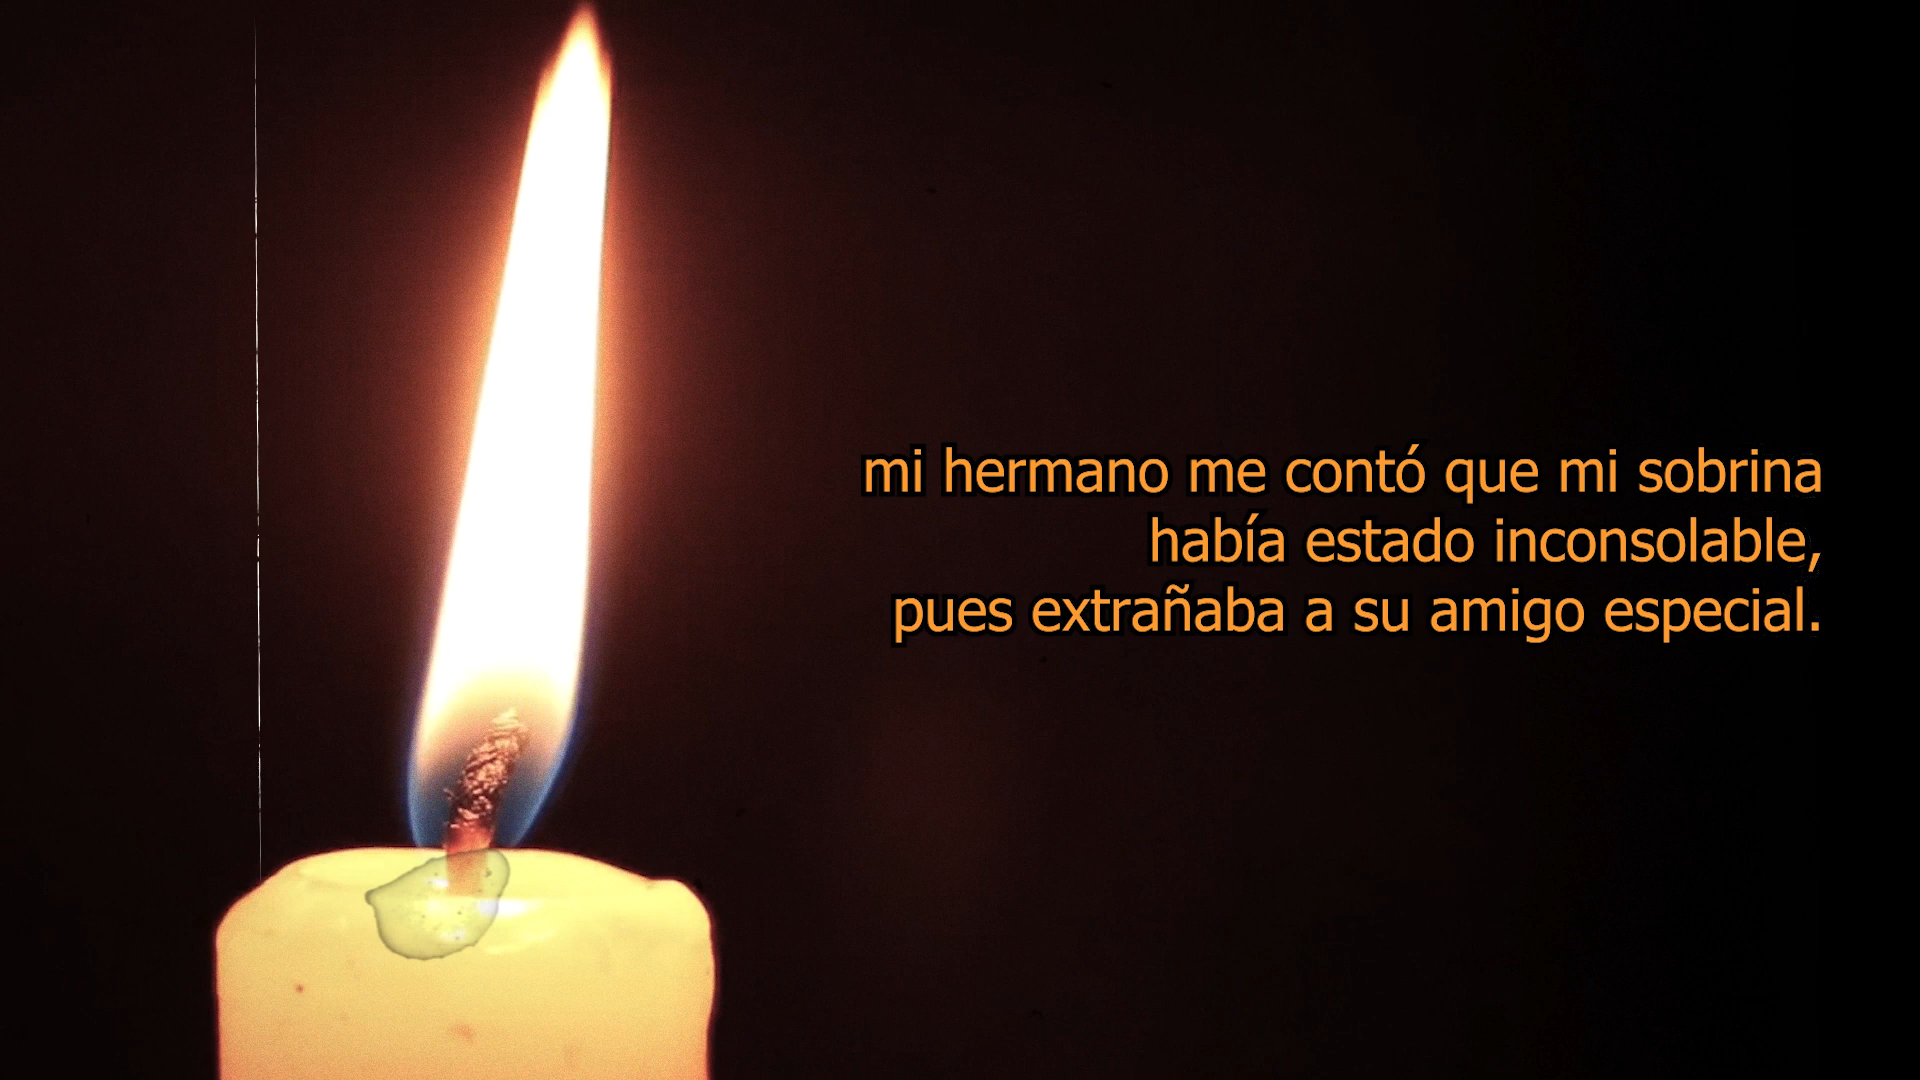 mi hermano me contó que mi sobrina
había estado inconsolable,
pues extrañaba a su amigo especial.